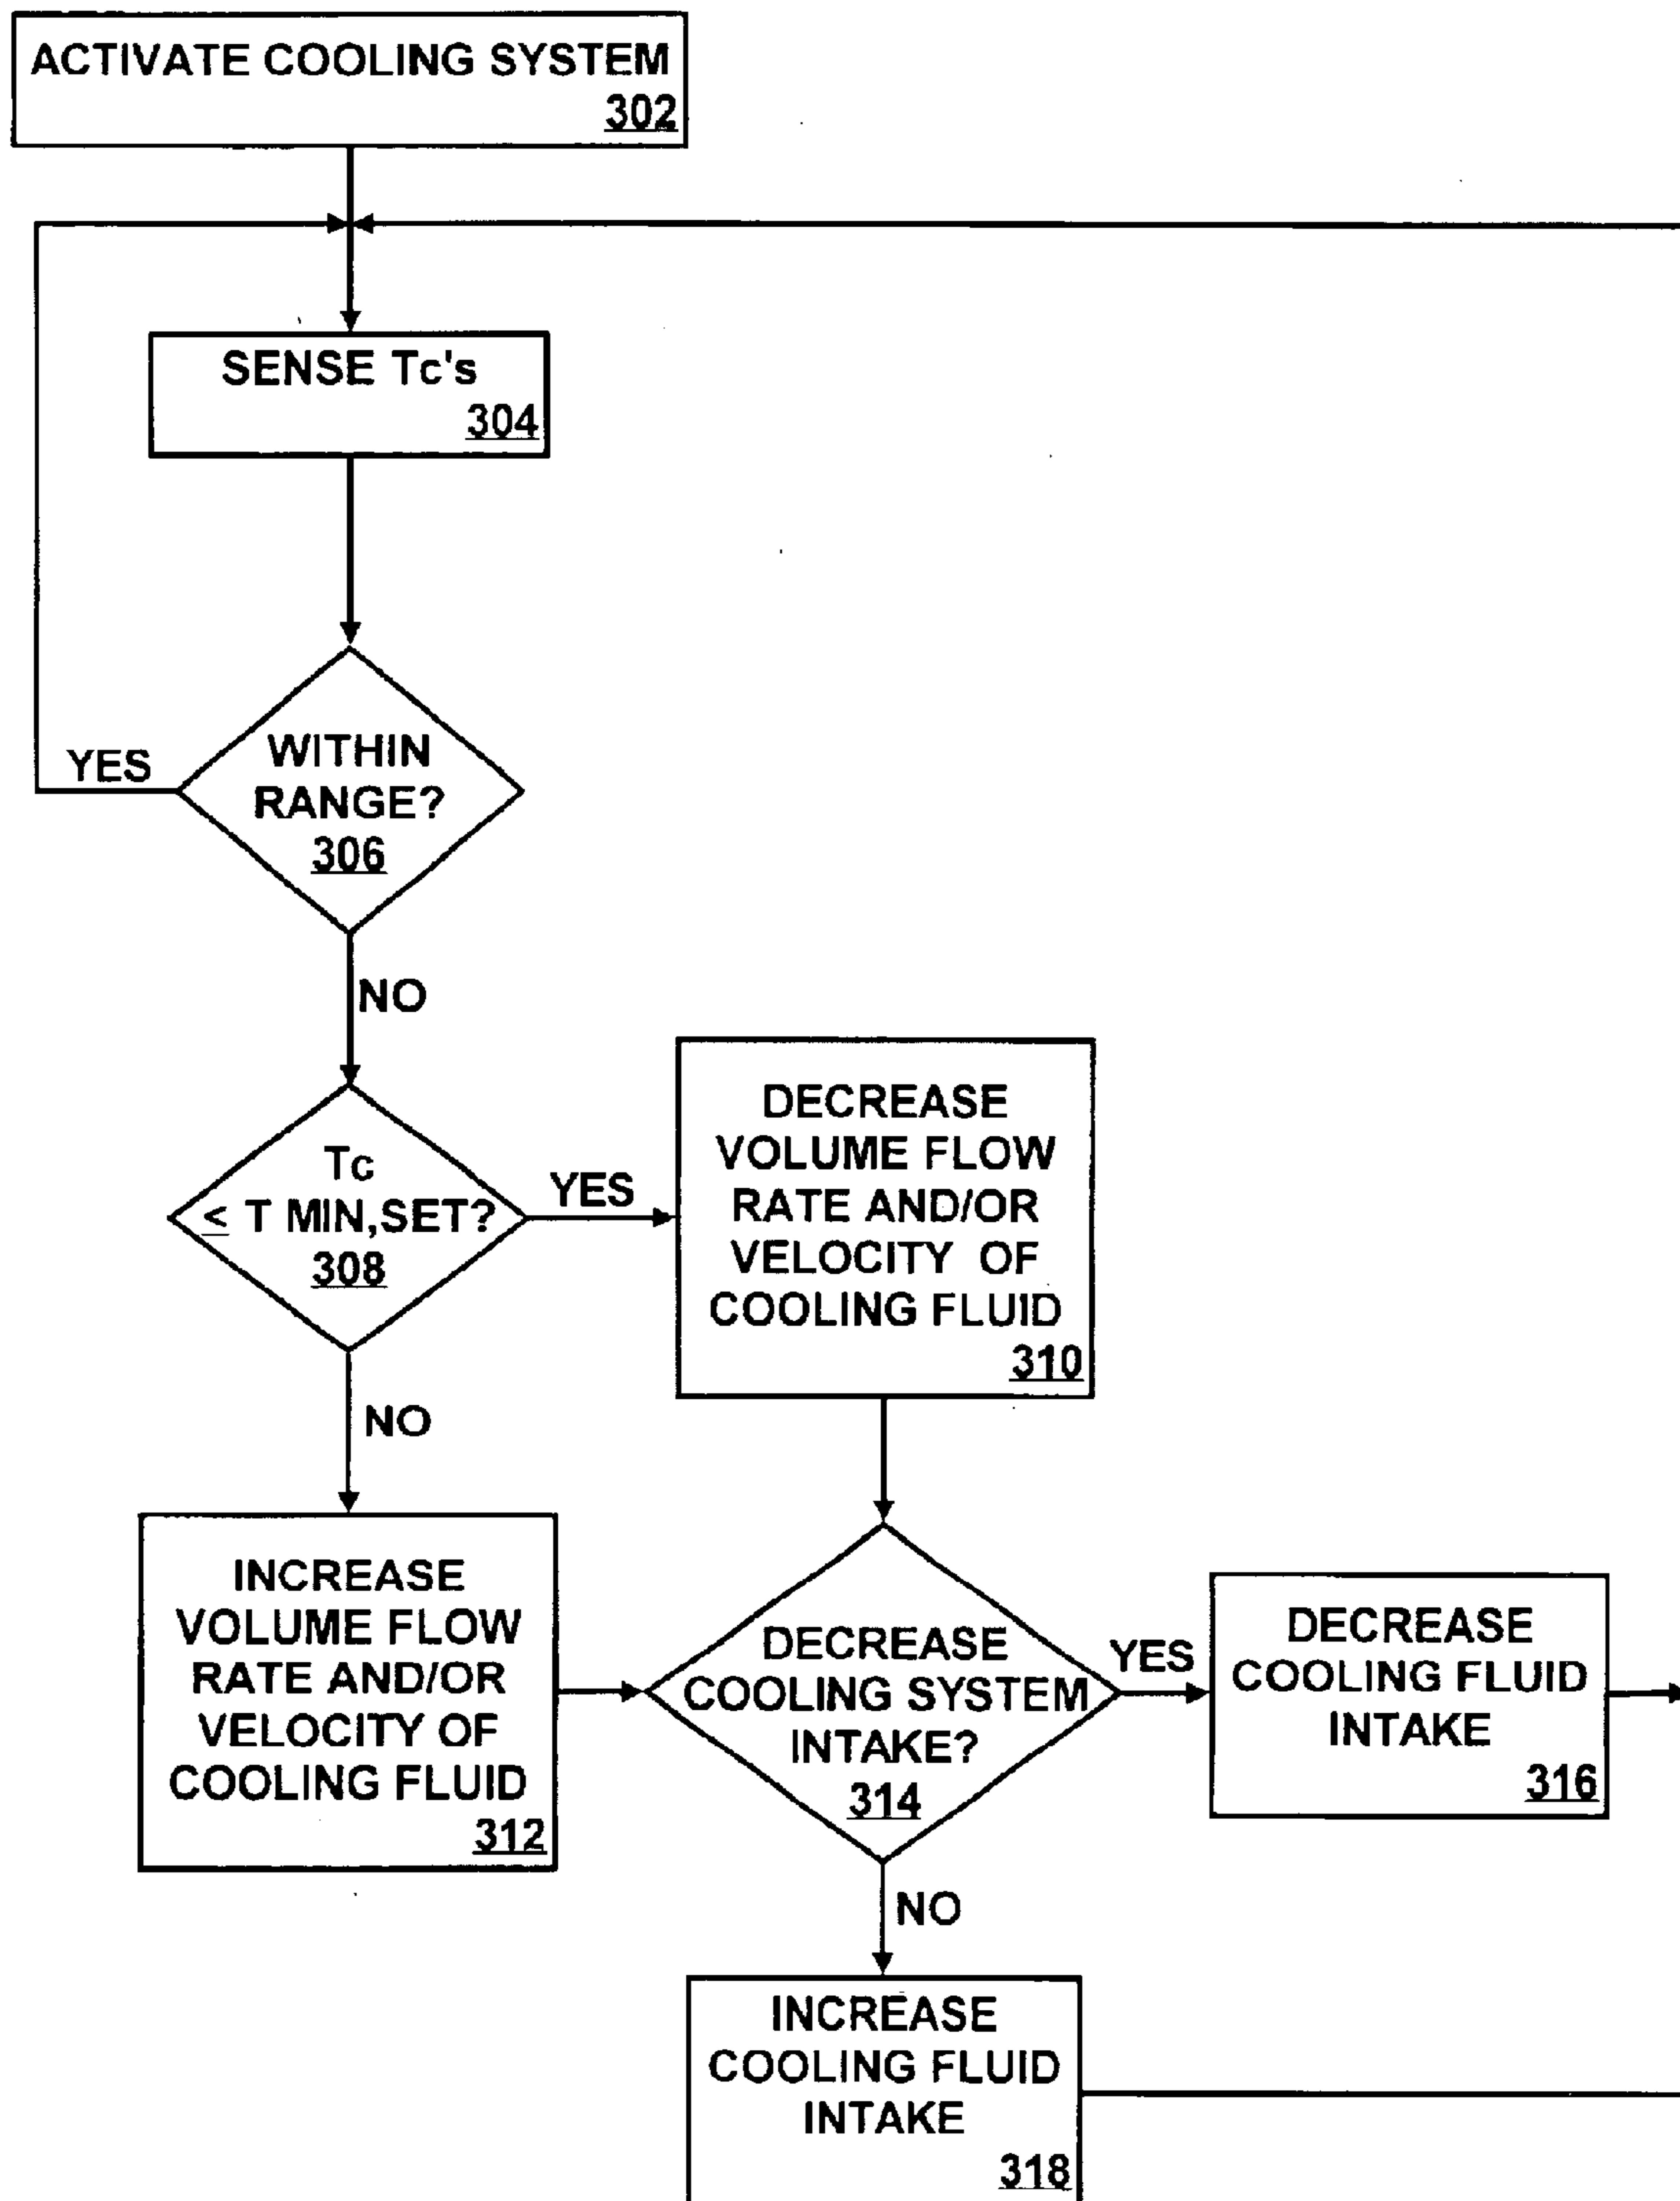 ACTIVATE COOLING SYSTEM
302
SENSE Tc's
304
WITHIN
RANGE?
306
YES
NO
Tc
≤ T MIN,SET?
308
YES
NO
DECREASE
VOLUME FLOW
RATE AND/OR
VELOCITY OF
COOLING FLUID
310
INCREASE
VOLUME FLOW
RATE AND/OR
VELOCITY OF
COOLING FLUID
312
DECREASE
COOLING SYSTEM
INTAKE?
314
YES
NO
DECREASE
COOLING FLUID
INTAKE
316
INCREASE
COOLING FLUID
INTAKE
318